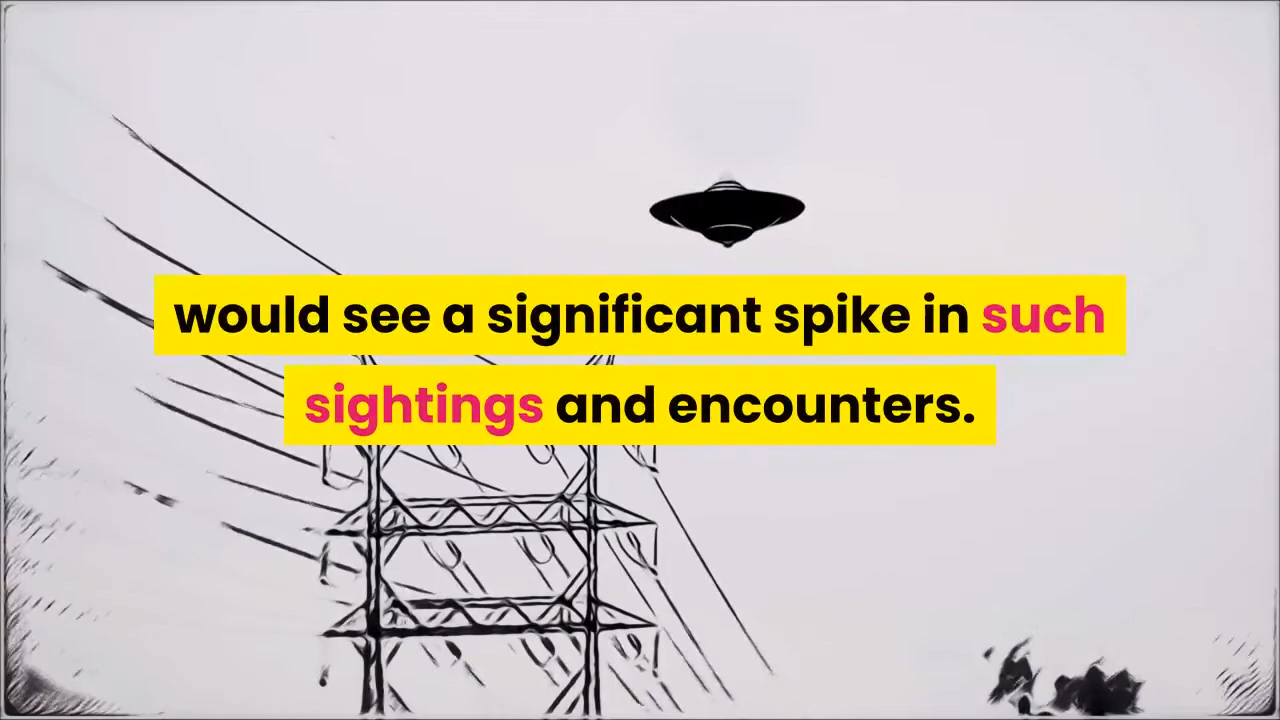 would see a significant spike in such
sightings and encounters.